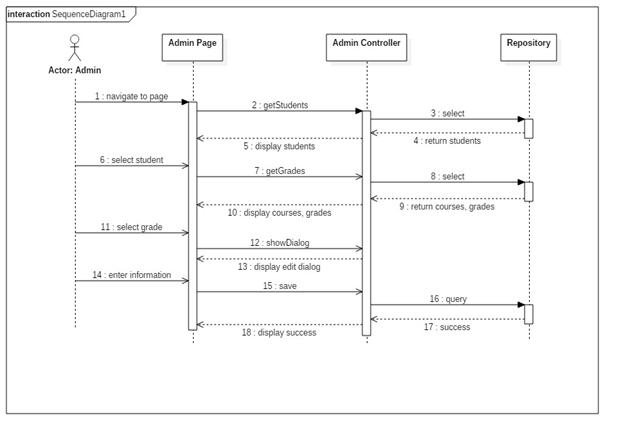 interaction SequenceDiagram1
Admin Page
Admin Controller
Repository
Actor: Admin
1 : navigate to page
2 : getStudents
3 : select
4 : return students
5 : display students
6 : select student
7 : getGrades
8 : select
9 : return courses, grades
10 : display courses, grades
11 : select grade
12 : showDialog
13 : display edit dialog
14 : enter information
15 : save
16 : query
17 : success
18 : display success